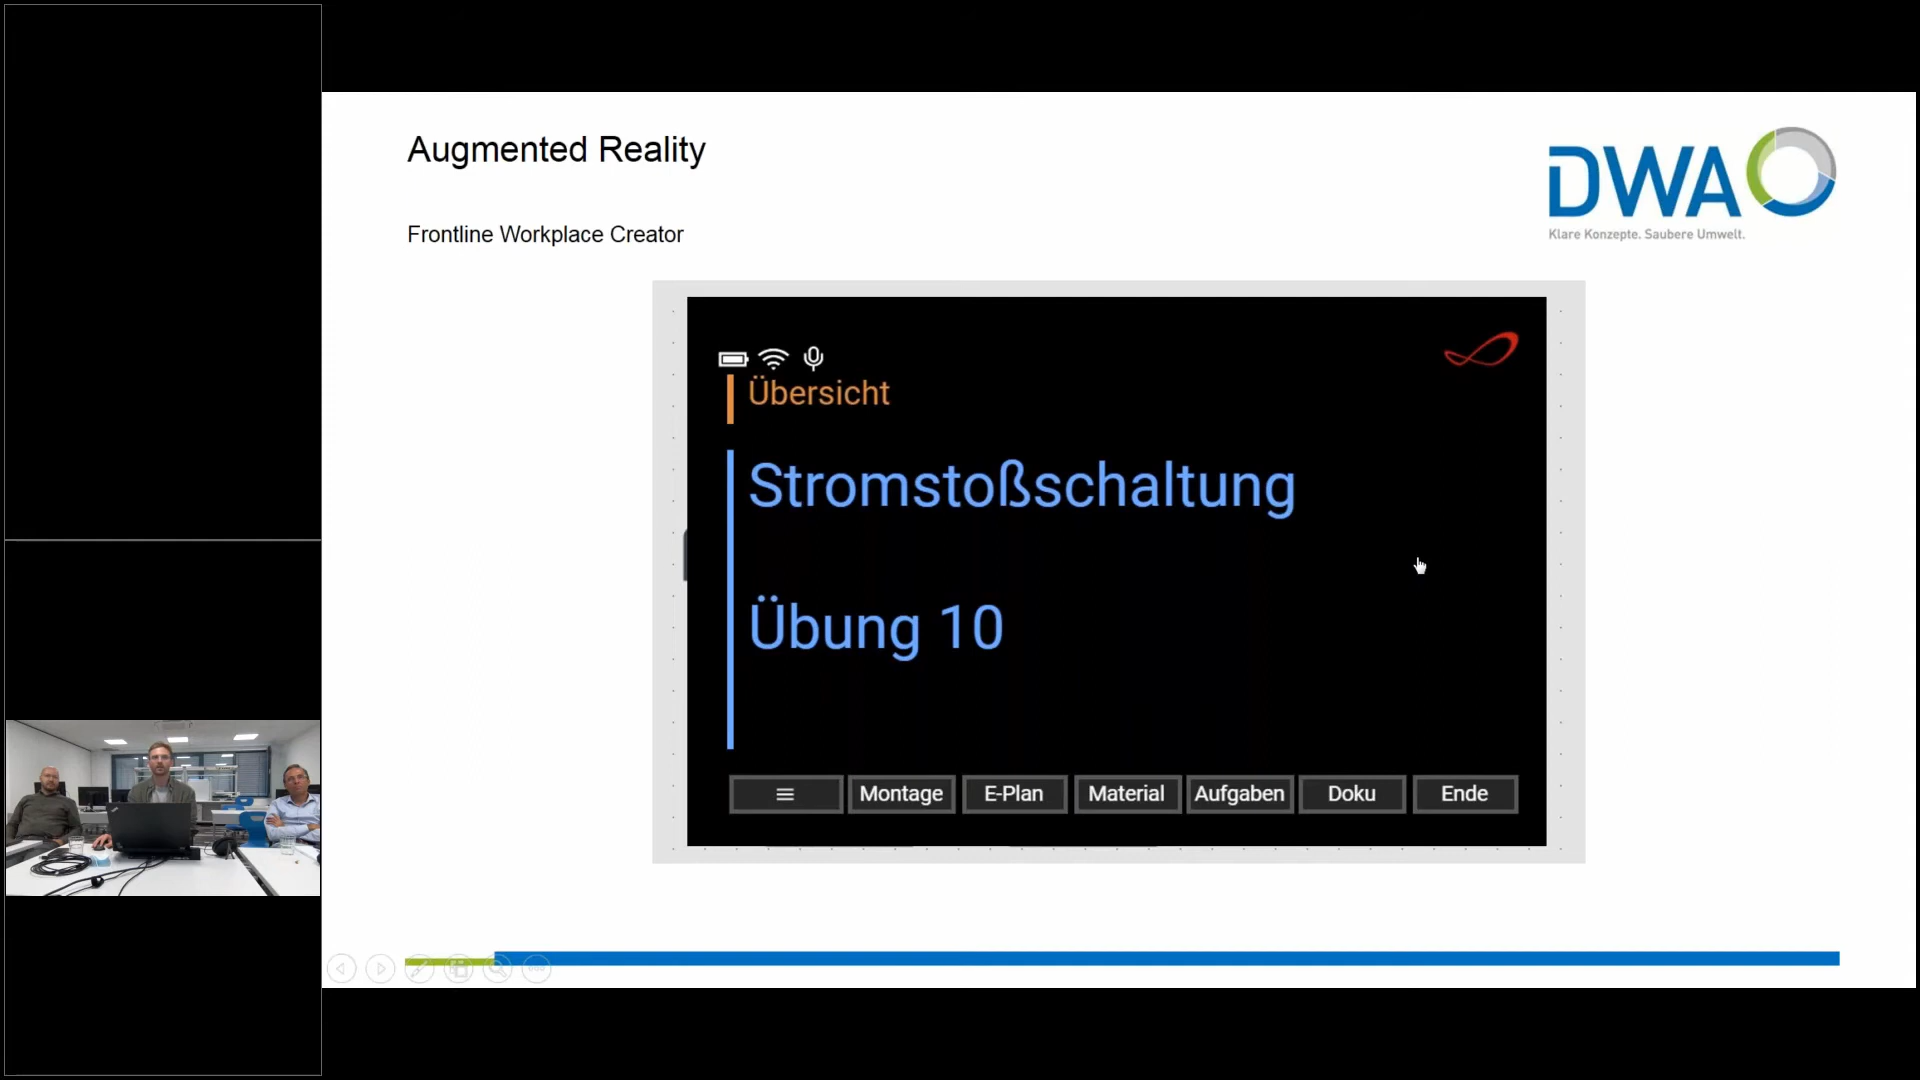 Augmented Reality
Frontline Workplace Creator
DWA
Klare Konzepte. Saubere Umwelt.
Übersicht
Stromstoßschaltung
Übung 10
Montage E-Plan Material Aufgaben Doku Ende